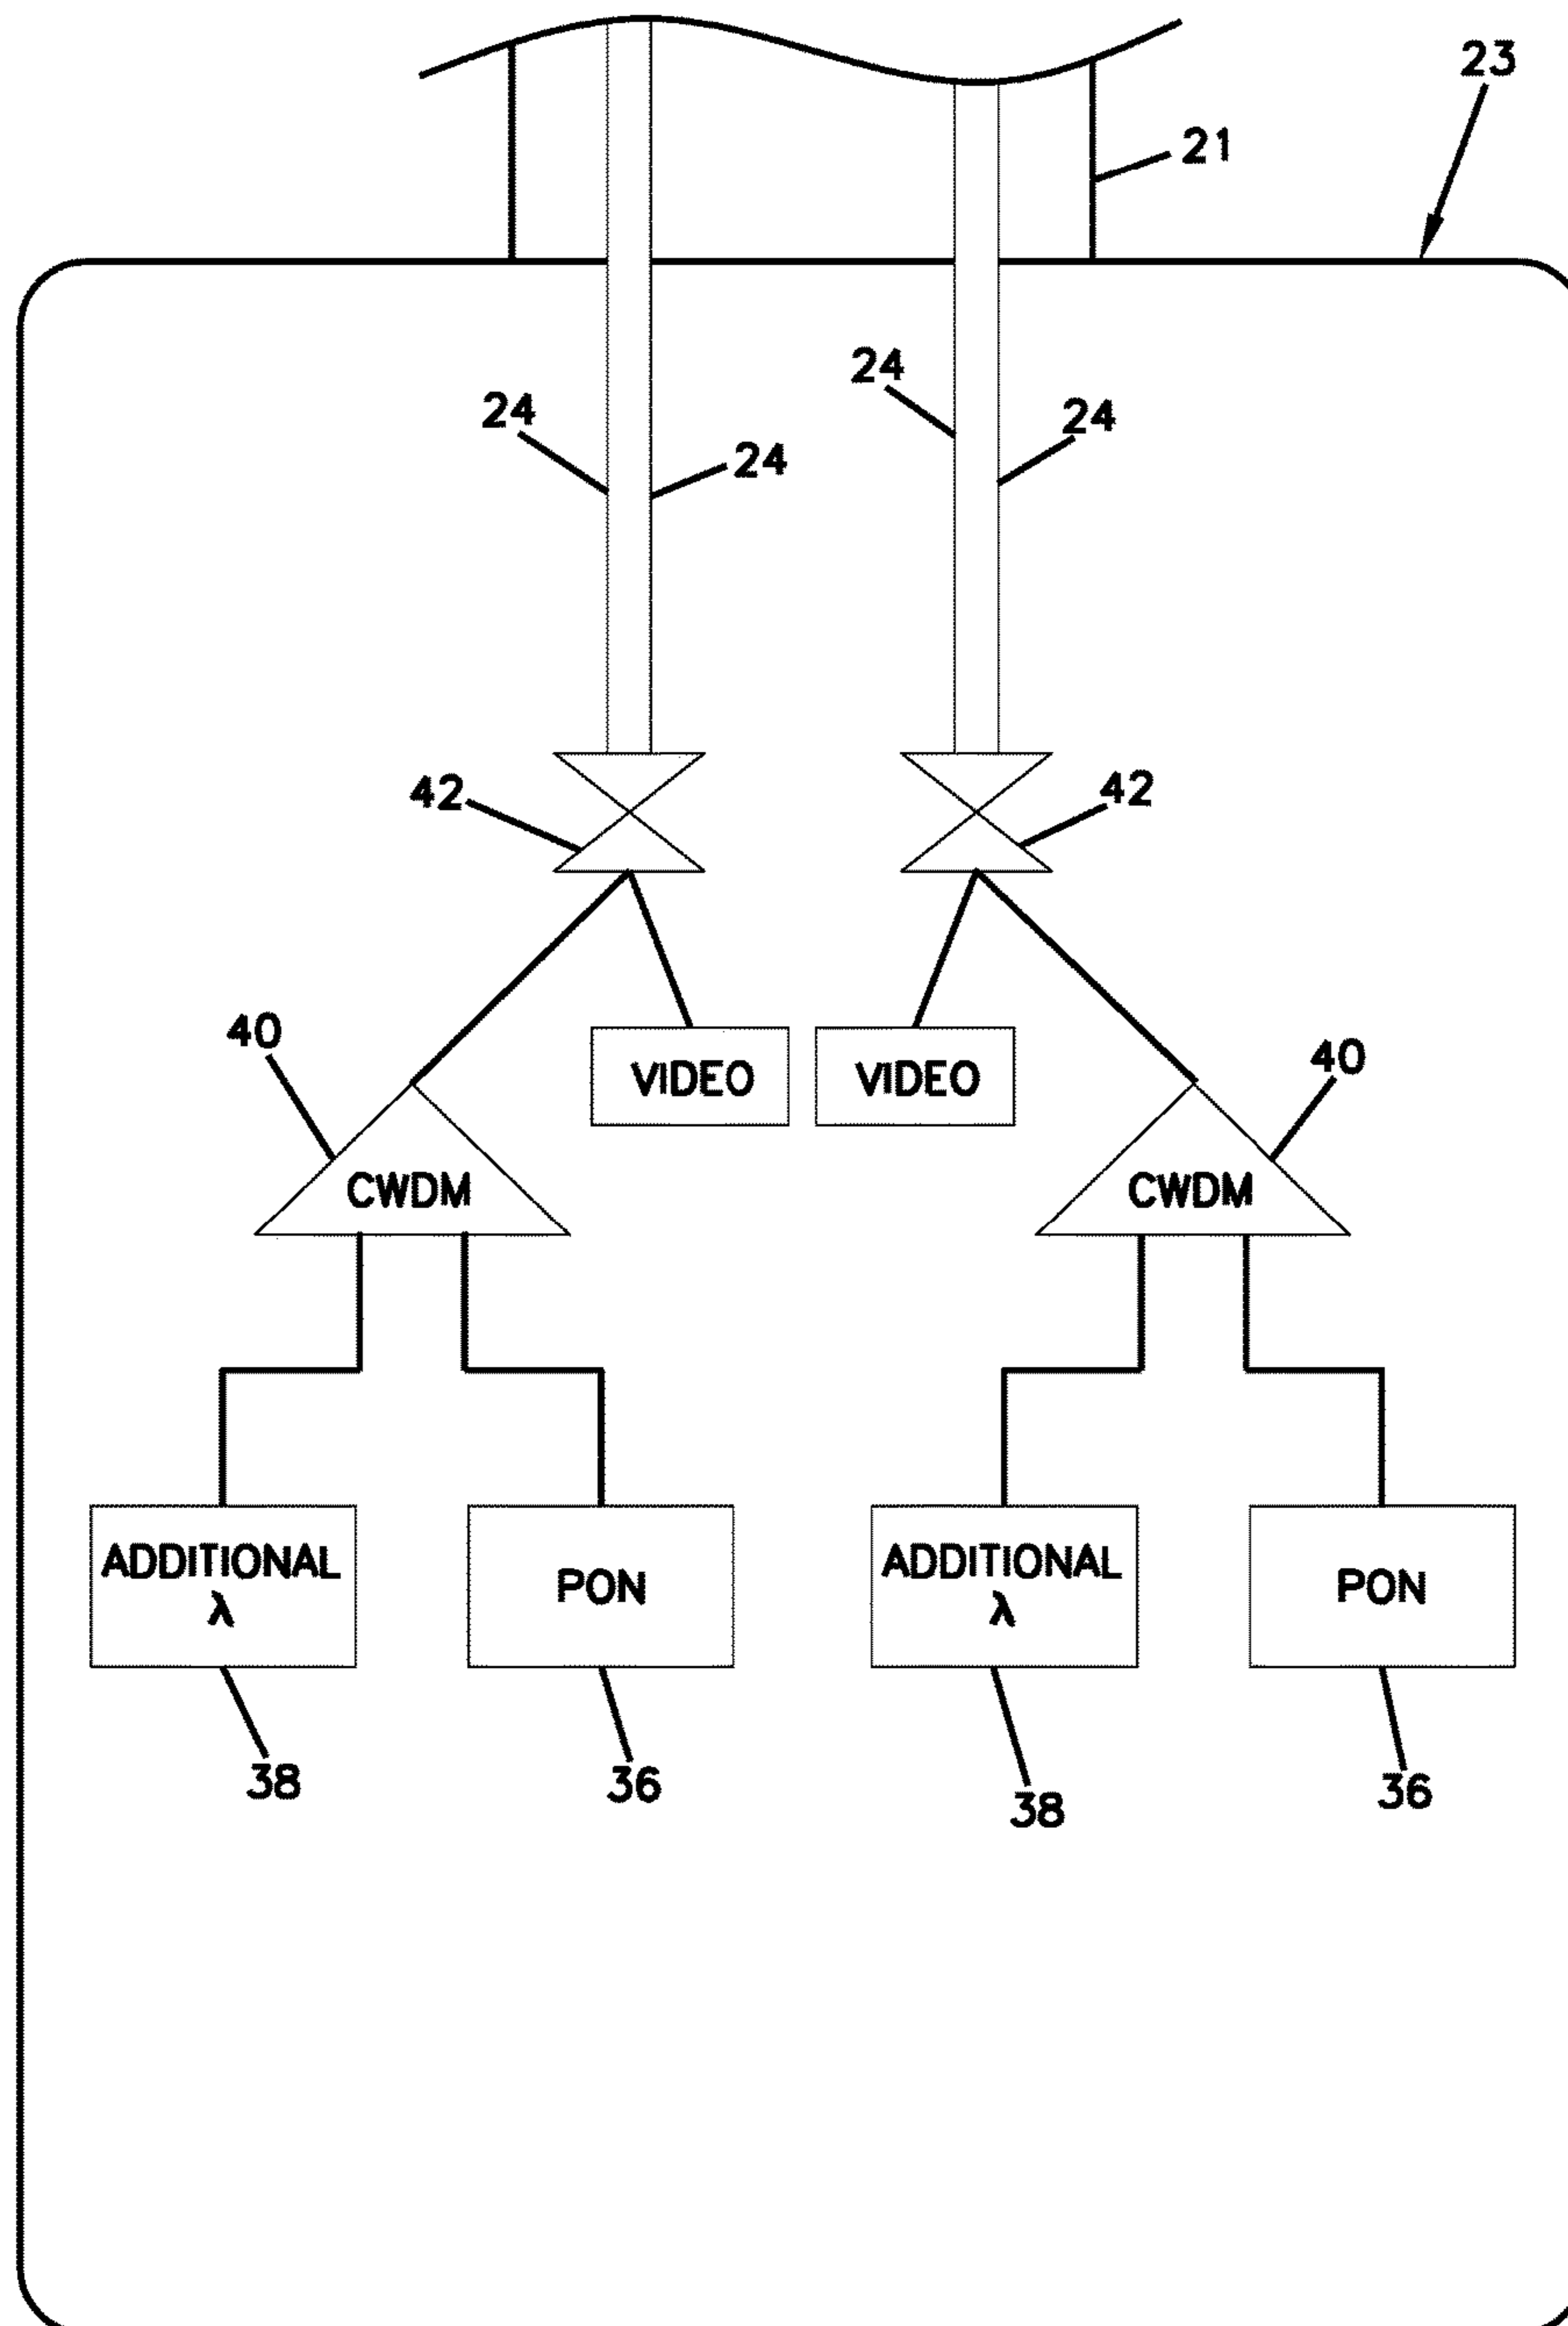 23
21
24
24
24
24
42
42
40
VIDEO
VIDEO
40
CWDM
CWDM
ADDITIONAL
λ
PON
ADDITIONAL
λ
PON
38
36
38
36